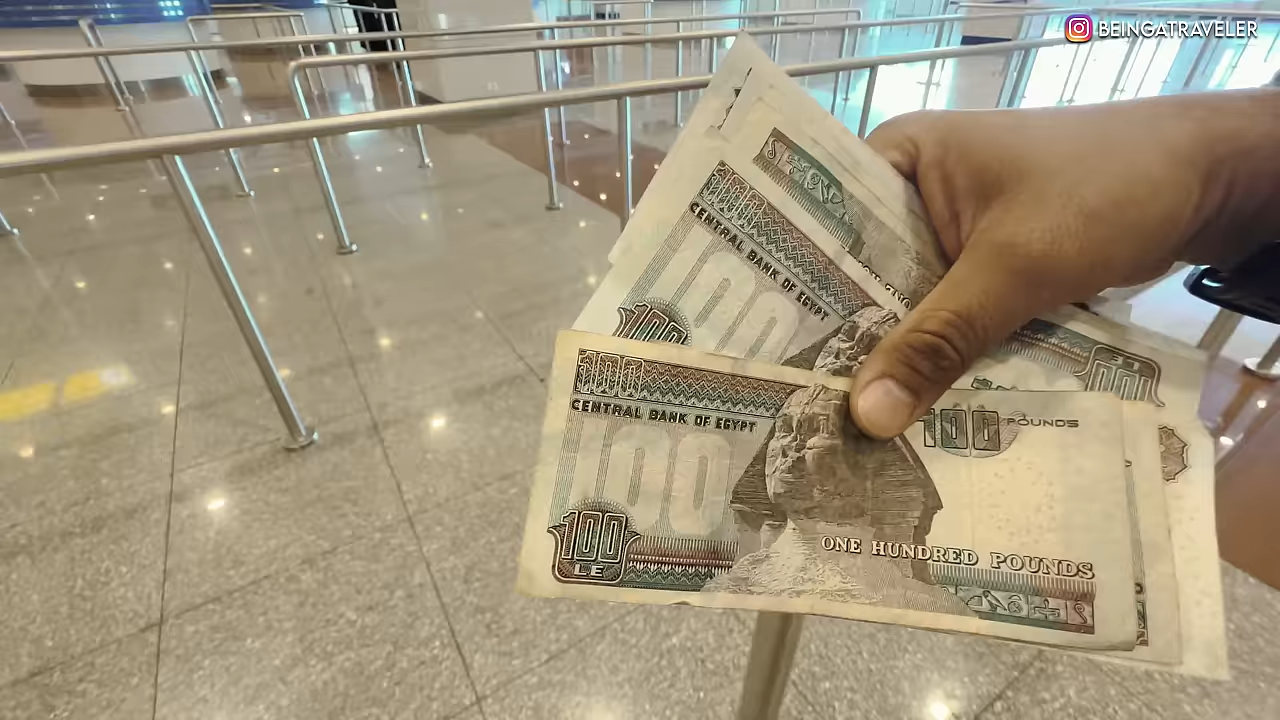 BEINGATRAVELER
100
CENTRAL BANK OF EGYPT
100
100
100
CENTRAL BANK OF EGYPT
100
100
LE
100 POUNDS
ONE HUNDRED POUNDS